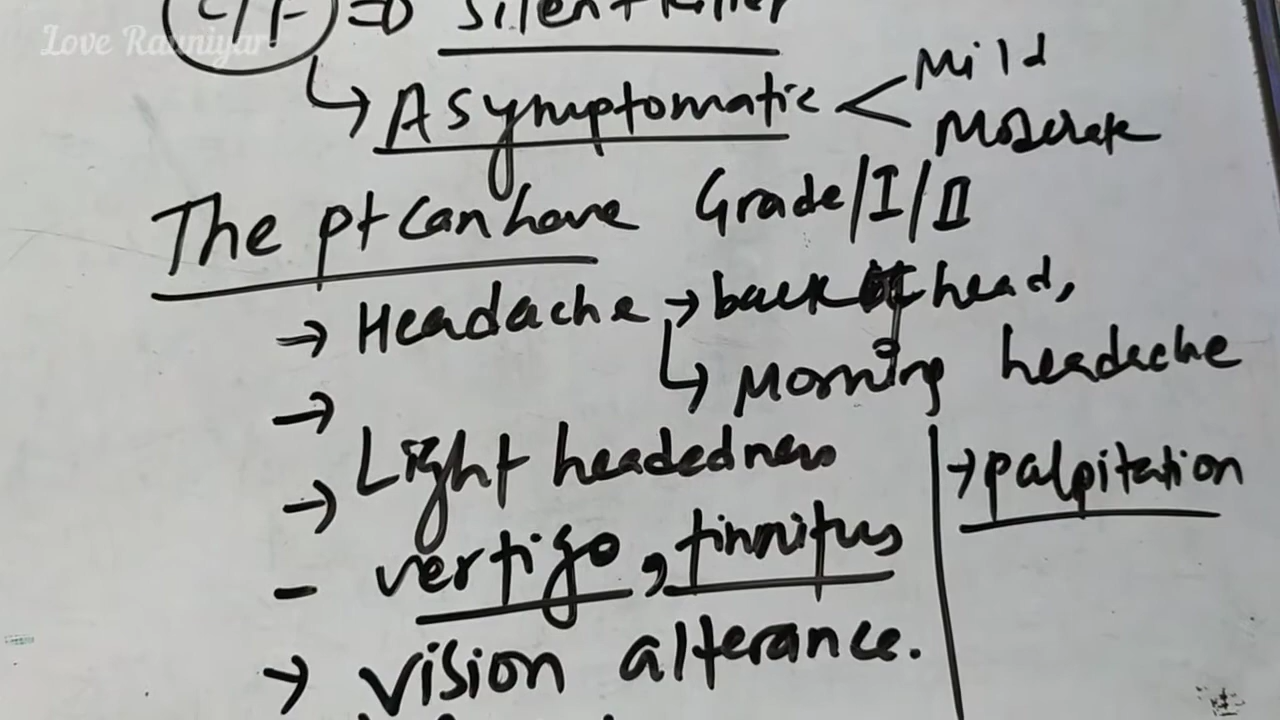 C/F ⇒ Silent Killer
Love Rauniyar
↳ Asymptomatic < Mild
Moderate
The pt can have Grade/I/II
→ Headache → back of head,
↳ Morning headache
→ Light headedness
→ palpitation
→
- vertigo, tinnitus
→ vision alterance.